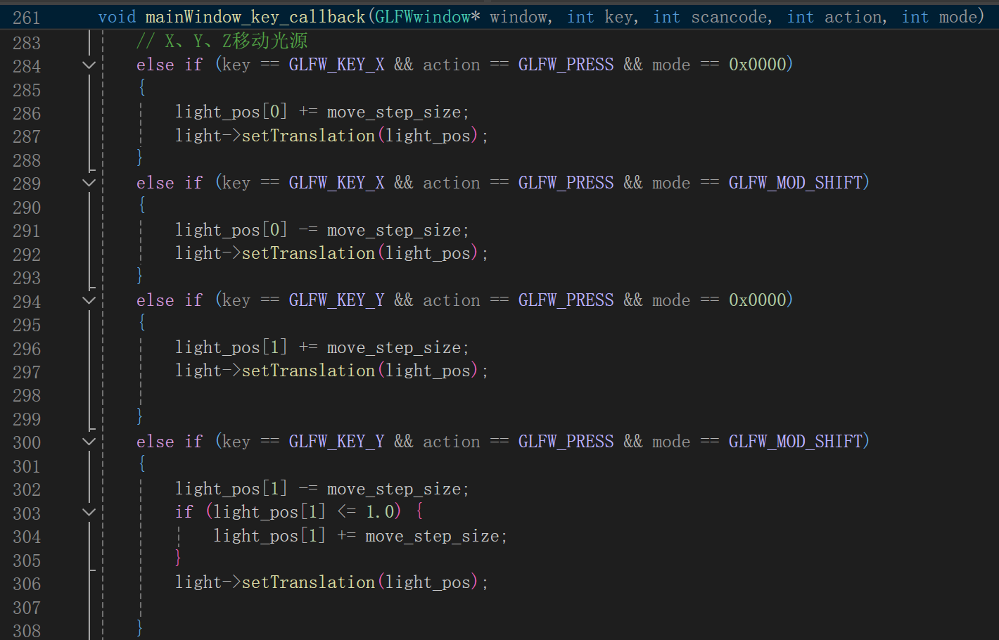 261 void mainWindow_key_callback(GLFWwindow* window, int key, int scancode, int action, int mode)
283 // X、Y、Z移动光源
284 else if (key == GLFW_KEY_X && action == GLFW_PRESS && mode == 0x0000)
285 {
286 light_pos[0] += move_step_size;
287 light->setTranslation(light_pos);
288 }
289 else if (key == GLFW_KEY_X && action == GLFW_PRESS && mode == GLFW_MOD_SHIFT)
290 {
291 light_pos[0] -= move_step_size;
292 light->setTranslation(light_pos);
293 }
294 else if (key == GLFW_KEY_Y && action == GLFW_PRESS && mode == 0x0000)
295 {
296 light_pos[1] += move_step_size;
297 light->setTranslation(light_pos);
298
299 }
300 else if (key == GLFW_KEY_Y && action == GLFW_PRESS && mode == GLFW_MOD_SHIFT)
301 {
302 light_pos[1] -= move_step_size;
303 if (light_pos[1] <= 1.0) {
304 light_pos[1] += move_step_size;
305 }
306 light->setTranslation(light_pos);
307
308 }